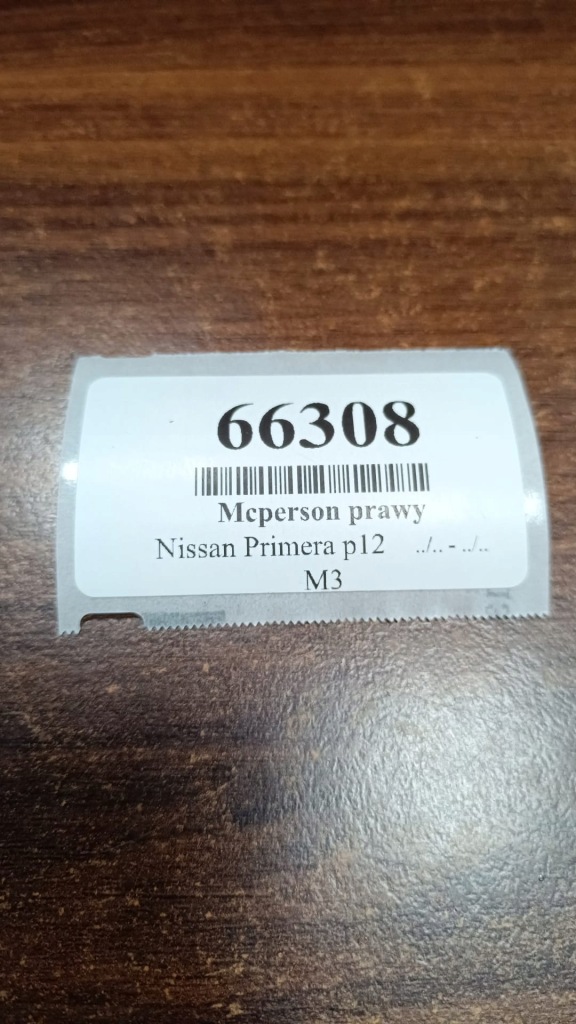 66308
Mcperson prawy
Nissan Primera p12 ../.. - ../..
M3